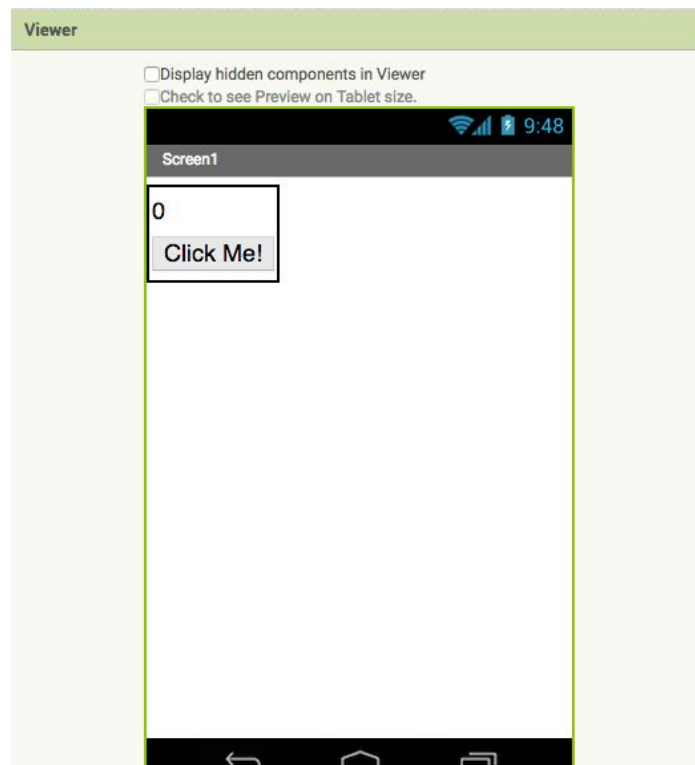 Viewer
Display hidden components in Viewer
Check to see Preview on Tablet size.
9:48
Screen1
0
Click Me!